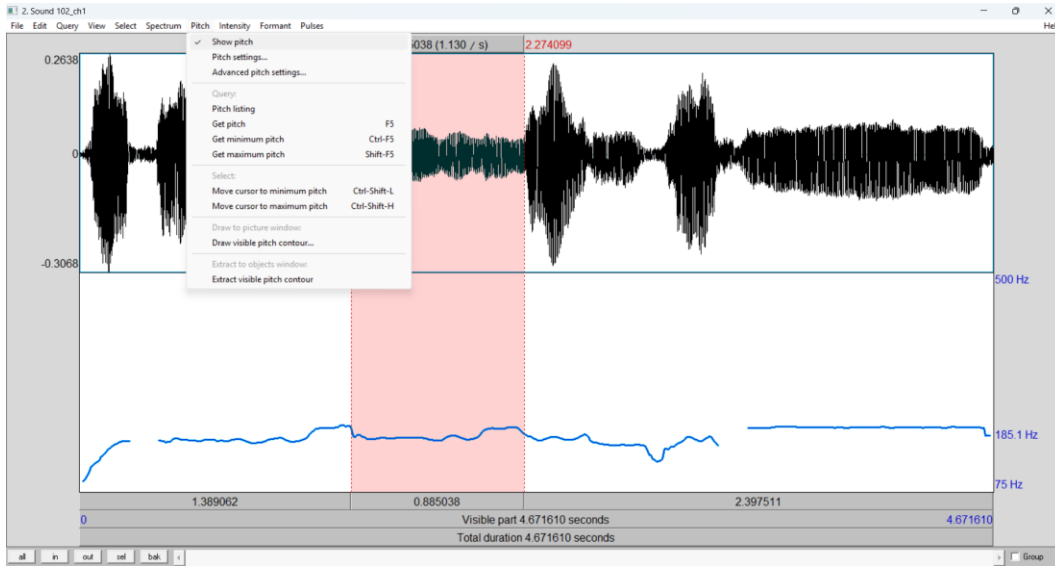 2. Sound 102_ch1
File Edit Query View Select Spectrum Pitch Intensity Formant Pulses
Show pitch
Pitch settings...
Advanced pitch settings...
Query:
Pitch listing
Get pitch F5
Get minimum pitch Ctrl-F5
Get maximum pitch Shift-F5
Select:
Move cursor to minimum pitch Ctrl-Shift-L
Move cursor to maximum pitch Ctrl-Shift-H
Draw to picture window:
Draw visible pitch contour...
Extract to objects window:
Extract visible pitch contour
(1.130 / s) 2.274099
0.2638
0
-0.3068
500 Hz
185.1 Hz
75 Hz
1.389062 0.885038 2.397511
0 Visible part 4.671610 seconds 4.671610
Total duration 4.671610 seconds
all in out sel bak Group